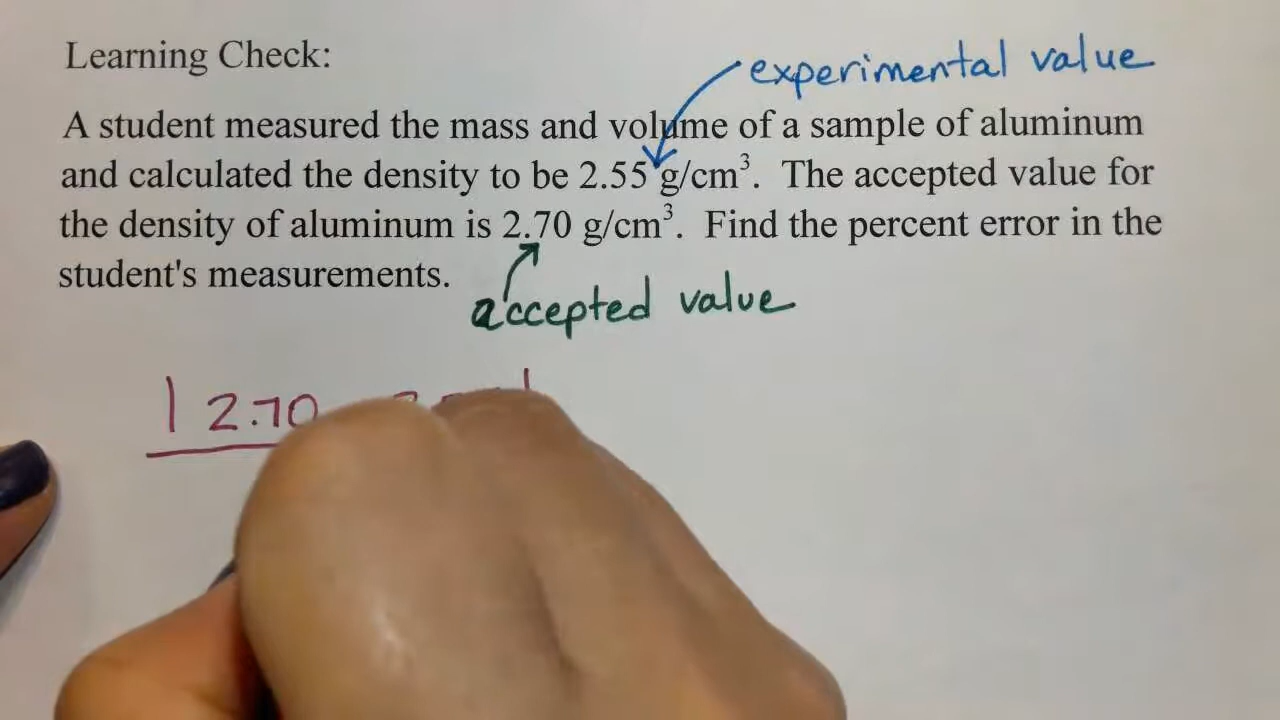 Learning Check:
experimental value
A student measured the mass and volume of a sample of aluminum
and calculated the density to be 2.55 g/cm³. The accepted value for
the density of aluminum is 2.70 g/cm³. Find the percent error in the
student's measurements.
accepted value
| 2.70